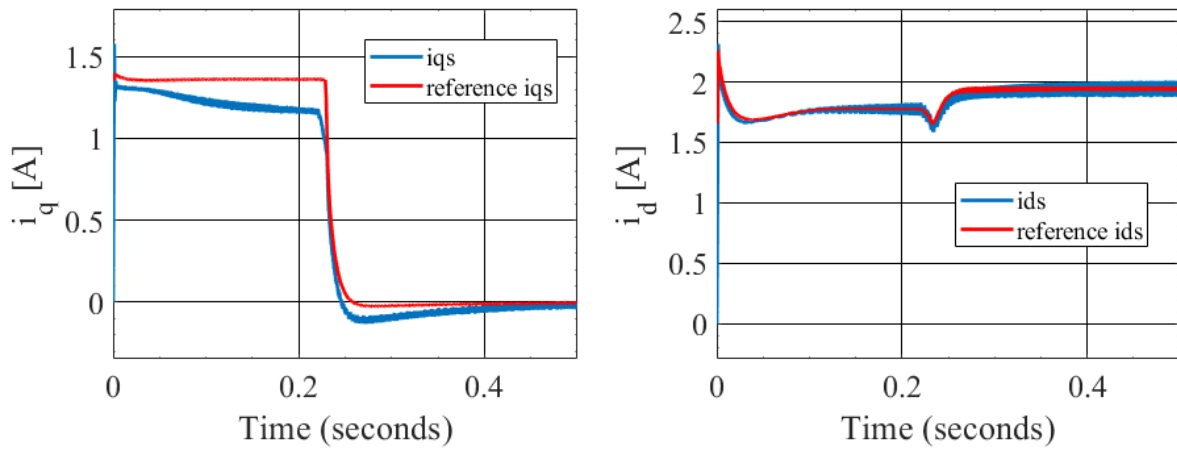 1.5
1
0.5
0
i_q [A]
iqs
reference iqs
0
0.2
0.4
Time (seconds)
2.5
2
1.5
1
0.5
0
i_d [A]
ids
reference ids
0
0.2
0.4
Time (seconds)